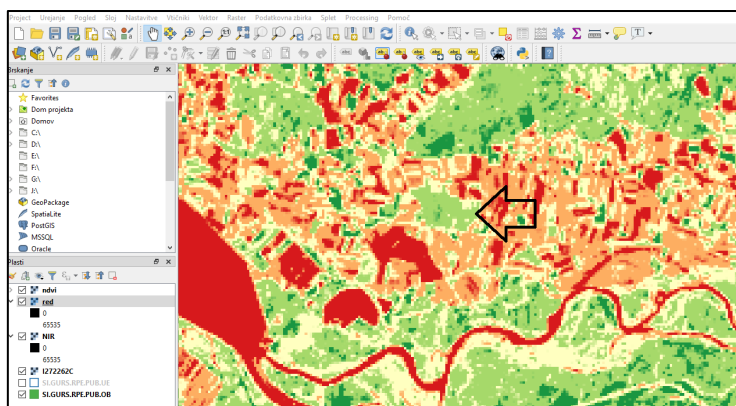 Project Urejanje Pogled Sloj Nastavitve Vtičniki Vektor Raster Podatkovna zbirka Splet Processing Pomoč
Brskanje
Favorites
Dom projekta
Domov
C:\
D:\
E:\
F:\
G:\
J:\
GeoPackage
SpatiaLite
PostGIS
MSSQL
Oracle
Plasti
ndvi
red
0
65535
NIR
0
65535
I272262C
SI.GURS.RPE.PUB.UE
SI.GURS.RPE.PUB.OB